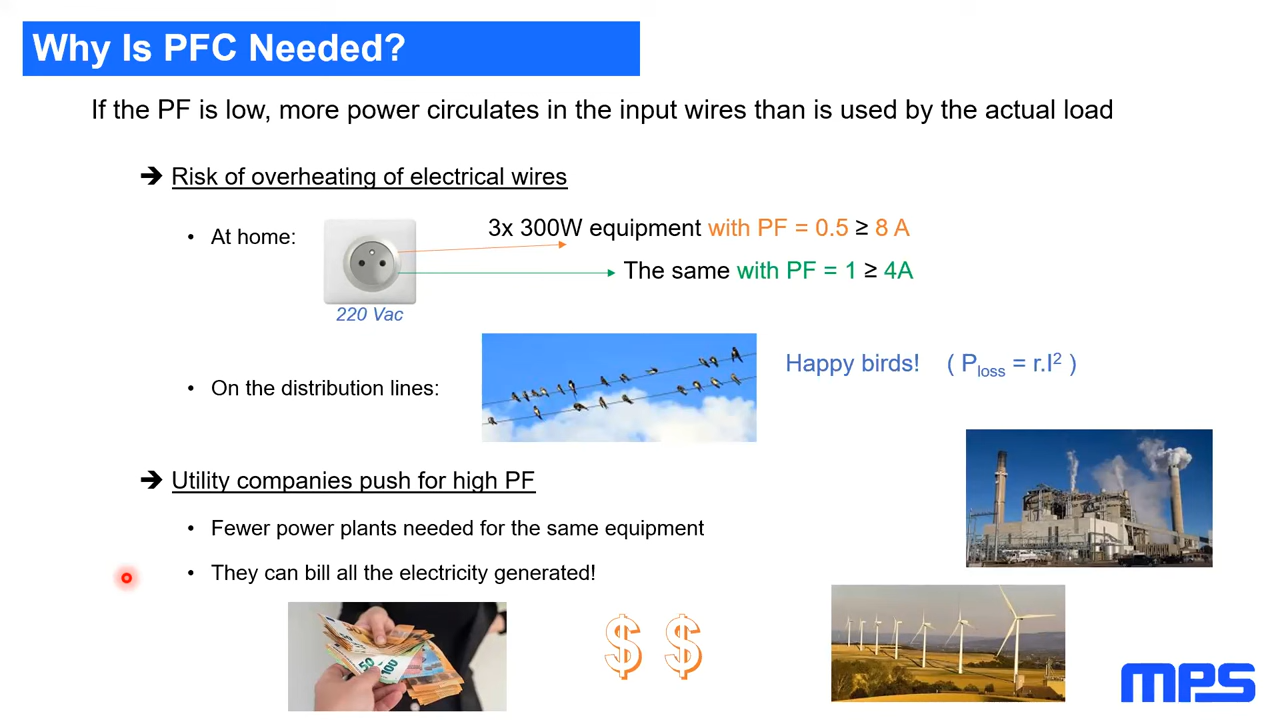 Why Is PFC Needed?
If the PF is low, more power circulates in the input wires than is used by the actual load
➔ Risk of overheating of electrical wires
• At home:
3x 300W equipment with PF = 0.5 ≥ 8 A
The same with PF = 1 ≥ 4A
220 Vac
• On the distribution lines:
Happy birds! ( Ploss = r.I² )
➔ Utility companies push for high PF
• Fewer power plants needed for the same equipment
• They can bill all the electricity generated!
50 100
$ $
mps